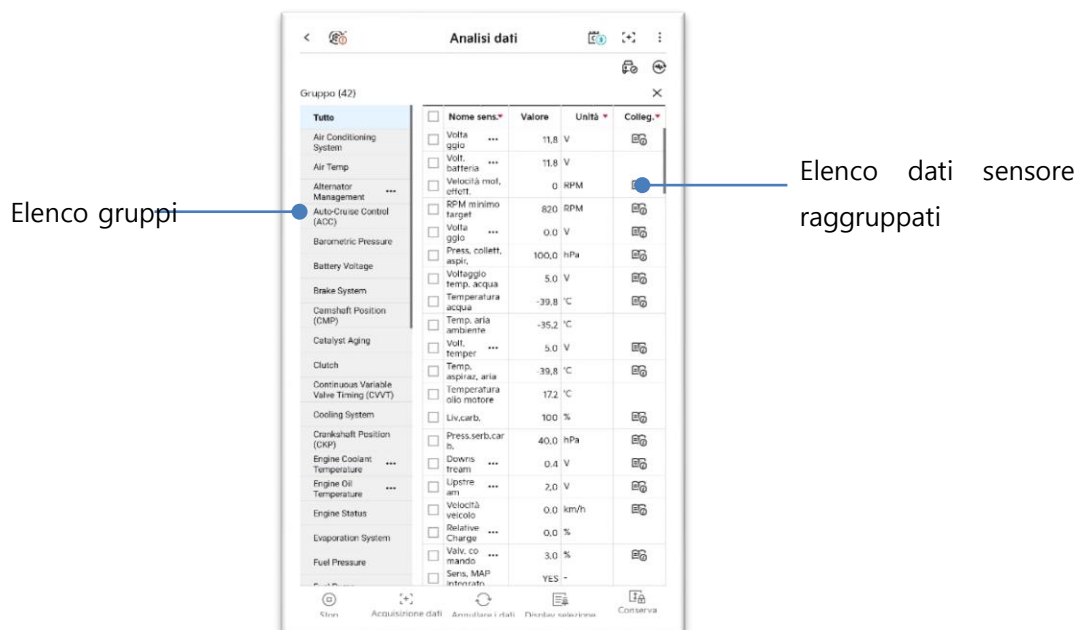 Analisi dati
Gruppo (42)
Tutto
Air Conditioning
System
Air Temp
Alternator ...
Management
Auto-Cruise Control
(ACC)
Barometric Pressure
Battery Voltage
Brake System
Camshaft Position
(CMP)
Catalyst Aging
Clutch
Continuous Variable
Valve Timing (CVVT)
Cooling System
Crankshaft Position
(CKP)
Engine Coolant ...
Temperature
Engine Oil ...
Temperature
Engine Status
Evaporation System
Fuel Pressure
Nome sens. Valore Unità Colleg.
Volta ... 11,8 V
ggio
Volt. ... 11.8 V
batteria
Velocità mot, 0 RPM
effett.
RPM minimo 820 RPM
target
Volta ... 0.0 V
ggio
Press, collett, 100,0 hPa
aspir,
Voltaggio 5.0 V
temp. acqua
Temperatura -39,8 °C
acqua
Temp. aria -35,2 °C
ambiente
Volt, ... 5.0 V
temper
Temp. -39,8 °C
aspiraz, aria
Temperatura 17.2 °C
olio motore
Liv,carb, 100 %
Press.serb.car 40,0 hPa
b,
Downs ... 0.4 V
tream
Upstre ... 2,0 V
am
Velocità 0.0 km/h
veicolo
Relative ... 0,0 %
Charge
Valv. co ... 3.0 %
mando
Sens, MAP YES -
integrato
Stop Acquisizione dati Annullare i dati Display selezione Conserva
Elenco gruppi
Elenco dati sensore
raggruppati